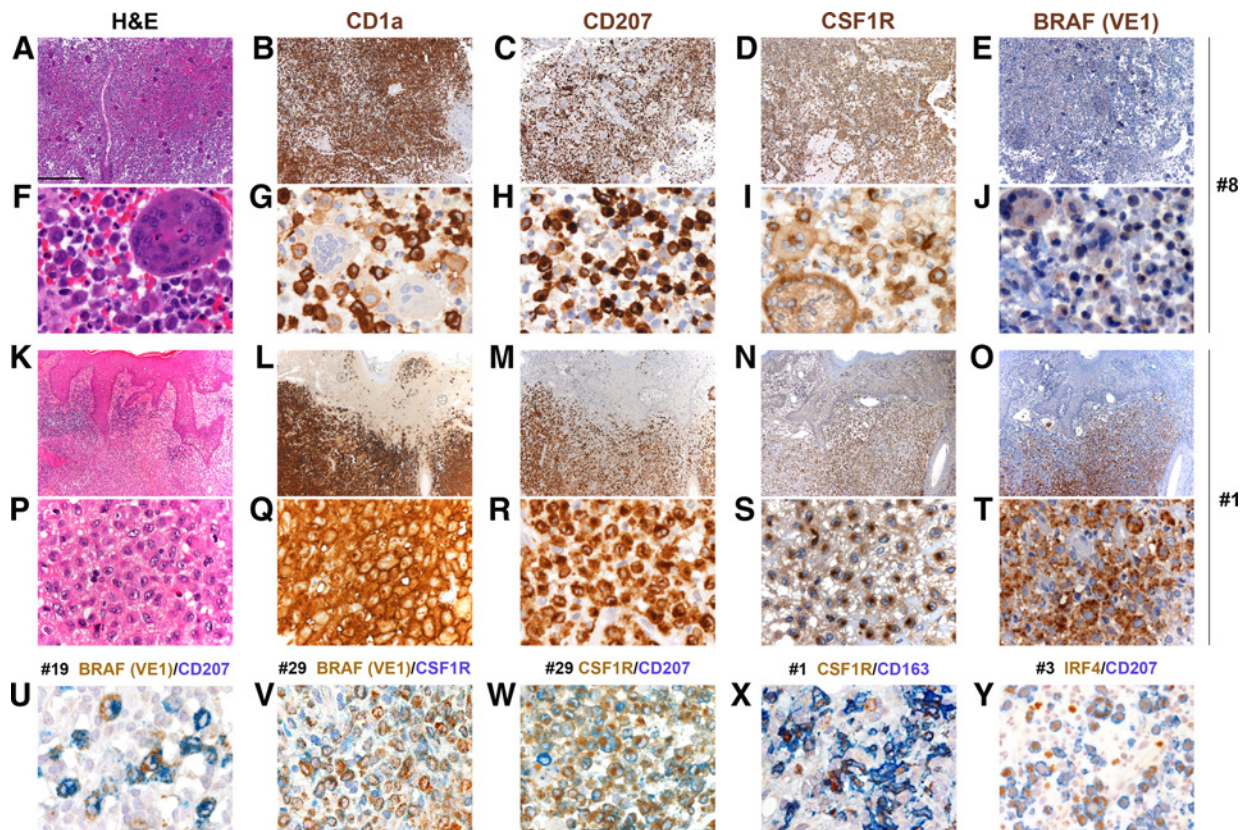 H&E CD1a CD207 CSF1R BRAF (VE1)
A B C D E
#8
F G H I J
K L M N O
#1
P Q R S T
#19 BRAF (VE1)/CD207 #29 BRAF (VE1)/CSF1R #29 CSF1R/CD207 #1 CSF1R/CD163 #3 IRF4/CD207
U V W X Y